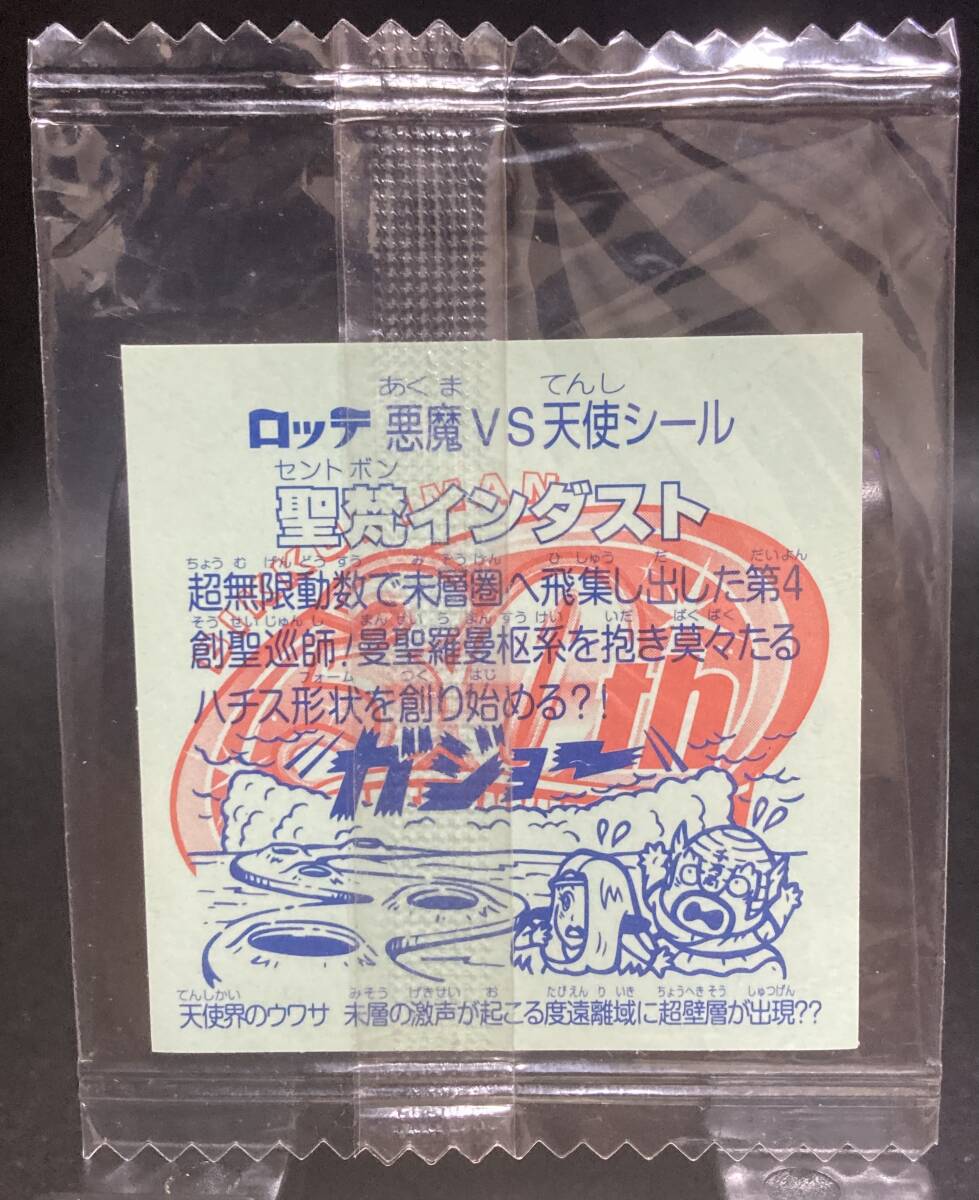 あくま てんし
ロッテ 悪魔VS天使シール
セントボン
聖梵インダスト
ちょうむげんどうすう みそうけん ひしゅう だ だいよん
超無限動数で未層圏へ飛集し出した第4
そうせいじゅんし まんせいらまんすうけい いだ ばくばく
創聖巡師!曼聖羅曼枢系を抱き莫々たる
フォーム つく はじ
ハチス形状を創り始める?!
th
ガジョー
てんしかい みそう げきせい お たびえんりいき ちょうへきそう しゅつげん
天使界のウワサ 未層の激声が起こる度遠離域に超壁層が出現??